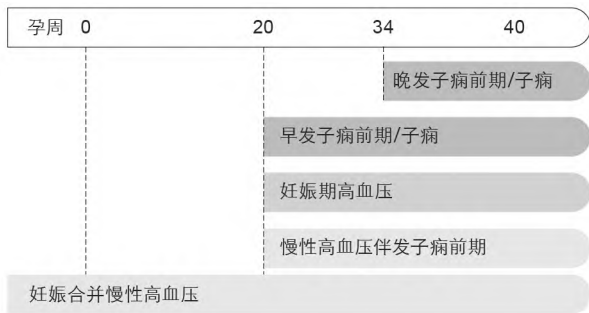 孕周 0 20 34 40
晚发子痫前期/子痫
早发子痫前期/子痫
妊娠期高血压
慢性高血压伴发子痫前期
妊娠合并慢性高血压